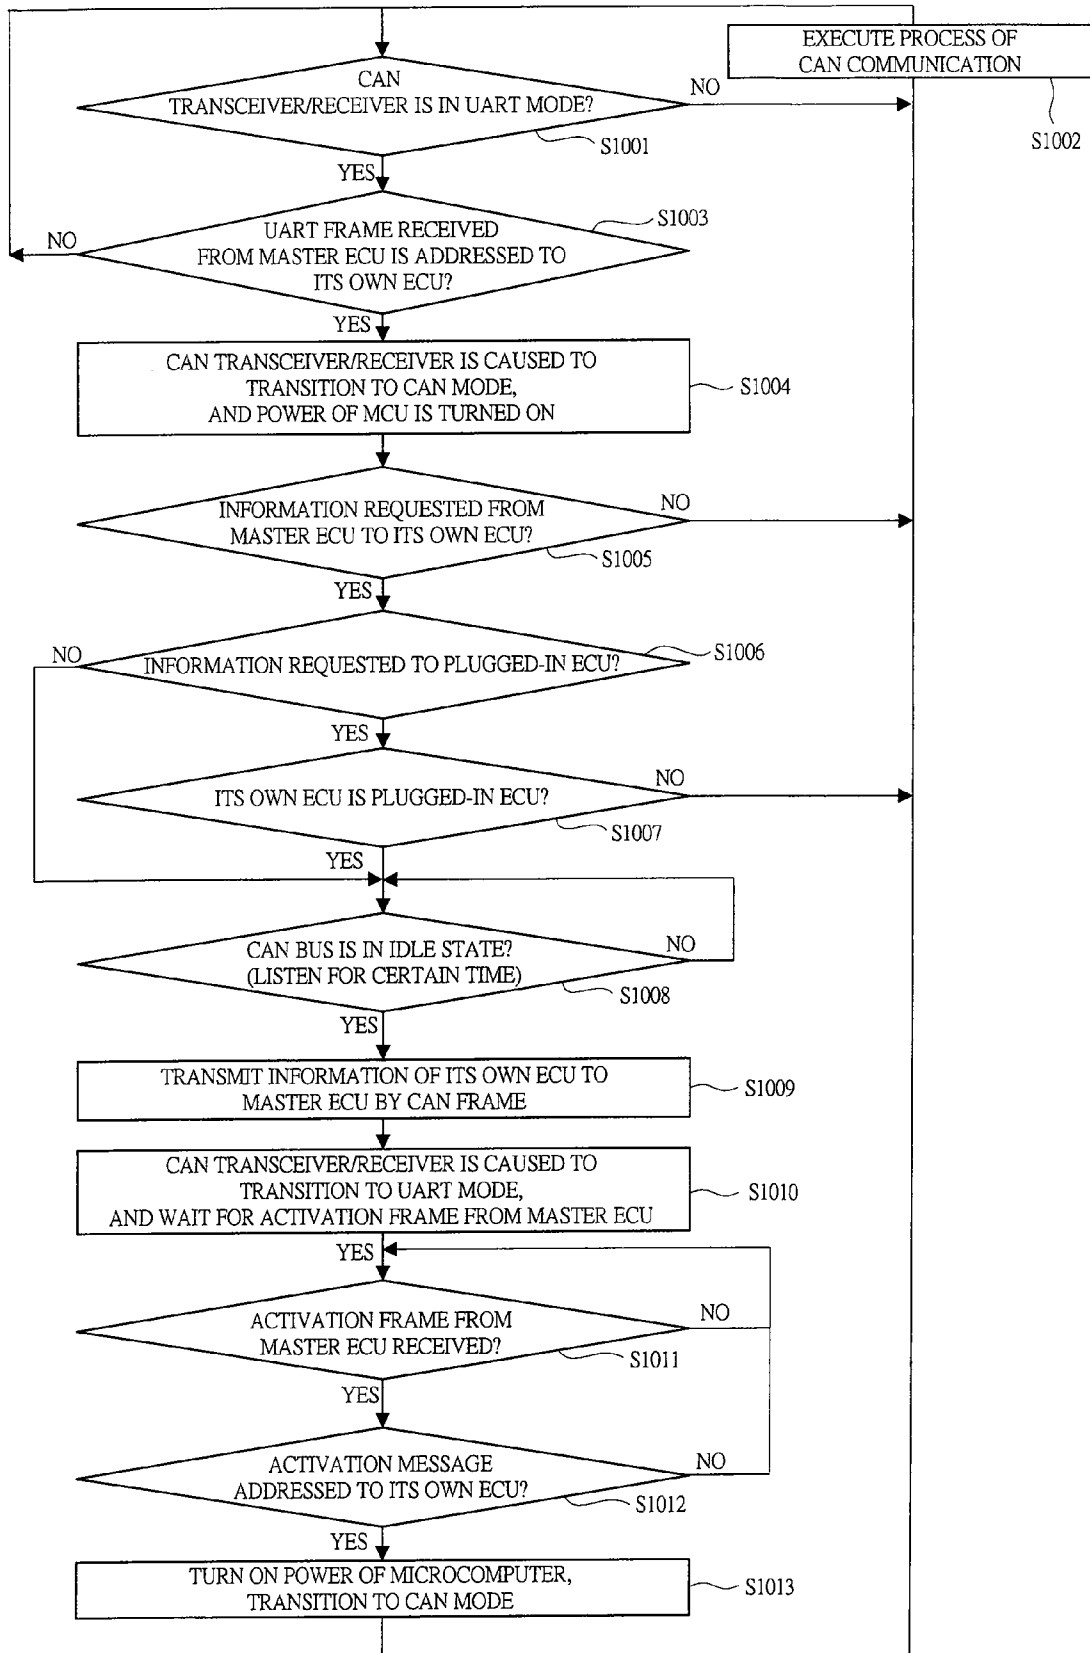 EXECUTE PROCESS OF
CAN COMMUNICATION
S1002
CAN
TRANSCEIVER/RECEIVER IS IN UART MODE?
NO
S1001
YES
UART FRAME RECEIVED
FROM MASTER ECU IS ADDRESSED TO
ITS OWN ECU?
S1003
NO
YES
CAN TRANSCEIVER/RECEIVER IS CAUSED TO
TRANSITION TO CAN MODE,
AND POWER OF MCU IS TURNED ON
S1004
INFORMATION REQUESTED FROM
MASTER ECU TO ITS OWN ECU?
NO
S1005
YES
INFORMATION REQUESTED TO PLUGGED-IN ECU?
S1006
NO
YES
ITS OWN ECU IS PLUGGED-IN ECU?
NO
S1007
YES
CAN BUS IS IN IDLE STATE?
(LISTEN FOR CERTAIN TIME)
NO
S1008
YES
TRANSMIT INFORMATION OF ITS OWN ECU TO
MASTER ECU BY CAN FRAME
S1009
CAN TRANSCEIVER/RECEIVER IS CAUSED TO
TRANSITION TO UART MODE,
AND WAIT FOR ACTIVATION FRAME FROM MASTER ECU
S1010
YES
ACTIVATION FRAME FROM
MASTER ECU RECEIVED?
NO
S1011
YES
ACTIVATION MESSAGE
ADDRESSED TO ITS OWN ECU?
NO
S1012
YES
TURN ON POWER OF MICROCOMPUTER,
TRANSITION TO CAN MODE
S1013